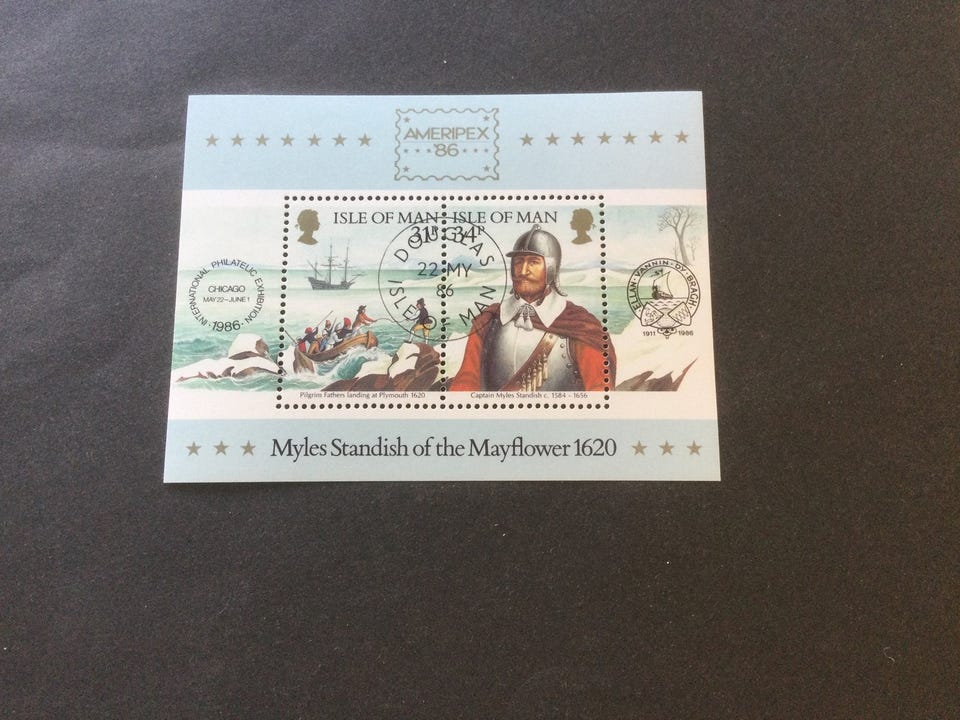 AMERIPEX
'86
ISLE OF MAN
31P
ISLE OF MAN
34P
DOUGLAS
22 MY
86
ISLE OF MAN
INTERNATIONAL PHILATELIC EXHIBITION
CHICAGO
MAY 22-JUNE 1
1986
ELLAN VANNIN·DY·BRAGH
1911 1986
Pilgrim Fathers landing at Plymouth 1620
Captain Myles Standish c. 1584 - 1656
Myles Standish of the Mayflower 1620